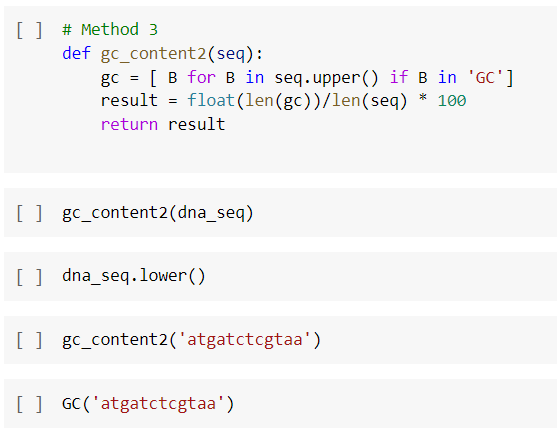 [ ] # Method 3
def gc_content2(seq):
    gc = [ B for B in seq.upper() if B in 'GC']
    result = float(len(gc))/len(seq) * 100
    return result
[ ] gc_content2(dna_seq)
[ ] dna_seq.lower()
[ ] gc_content2('atgatctcgtaa')
[ ] GC('atgatctcgtaa')